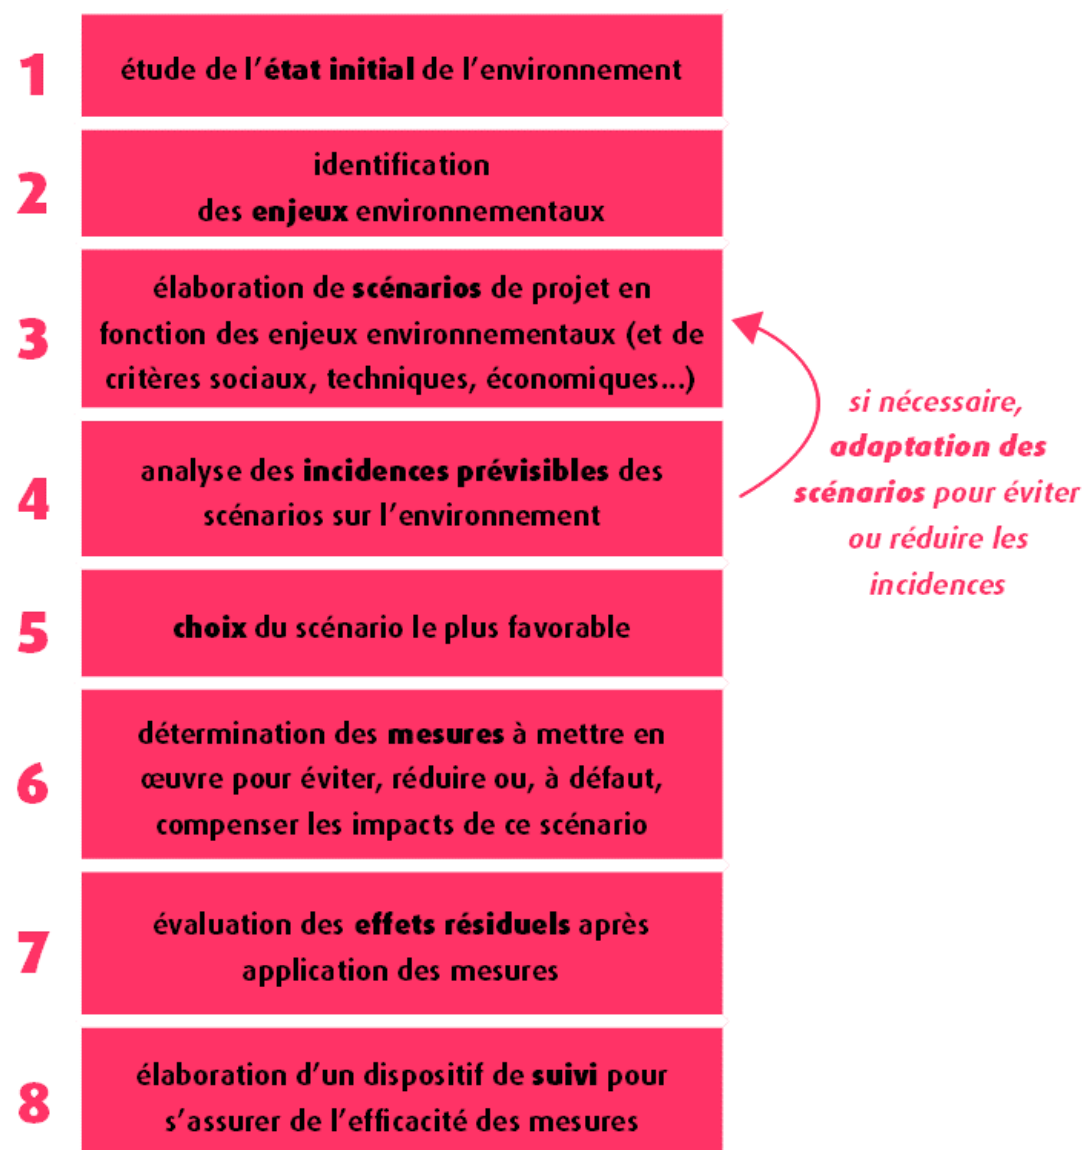 1
étude de l'état initial de l'environnement
2
identification
des enjeux environnementaux
3
élaboration de scénarios de projet en
fonction des enjeux environnementaux (et de
critères sociaux, techniques, économiques...)
4
analyse des incidences prévisibles des
scénarios sur l'environnement
si nécessaire,
adaptation des
scénarios pour éviter
ou réduire les
incidences
5
choix du scénario le plus favorable
6
détermination des mesures à mettre en
œuvre pour éviter, réduire ou, à défaut,
compenser les impacts de ce scénario
7
évaluation des effets résiduels après
application des mesures
8
élaboration d'un dispositif de suivi pour
s'assurer de l'efficacité des mesures